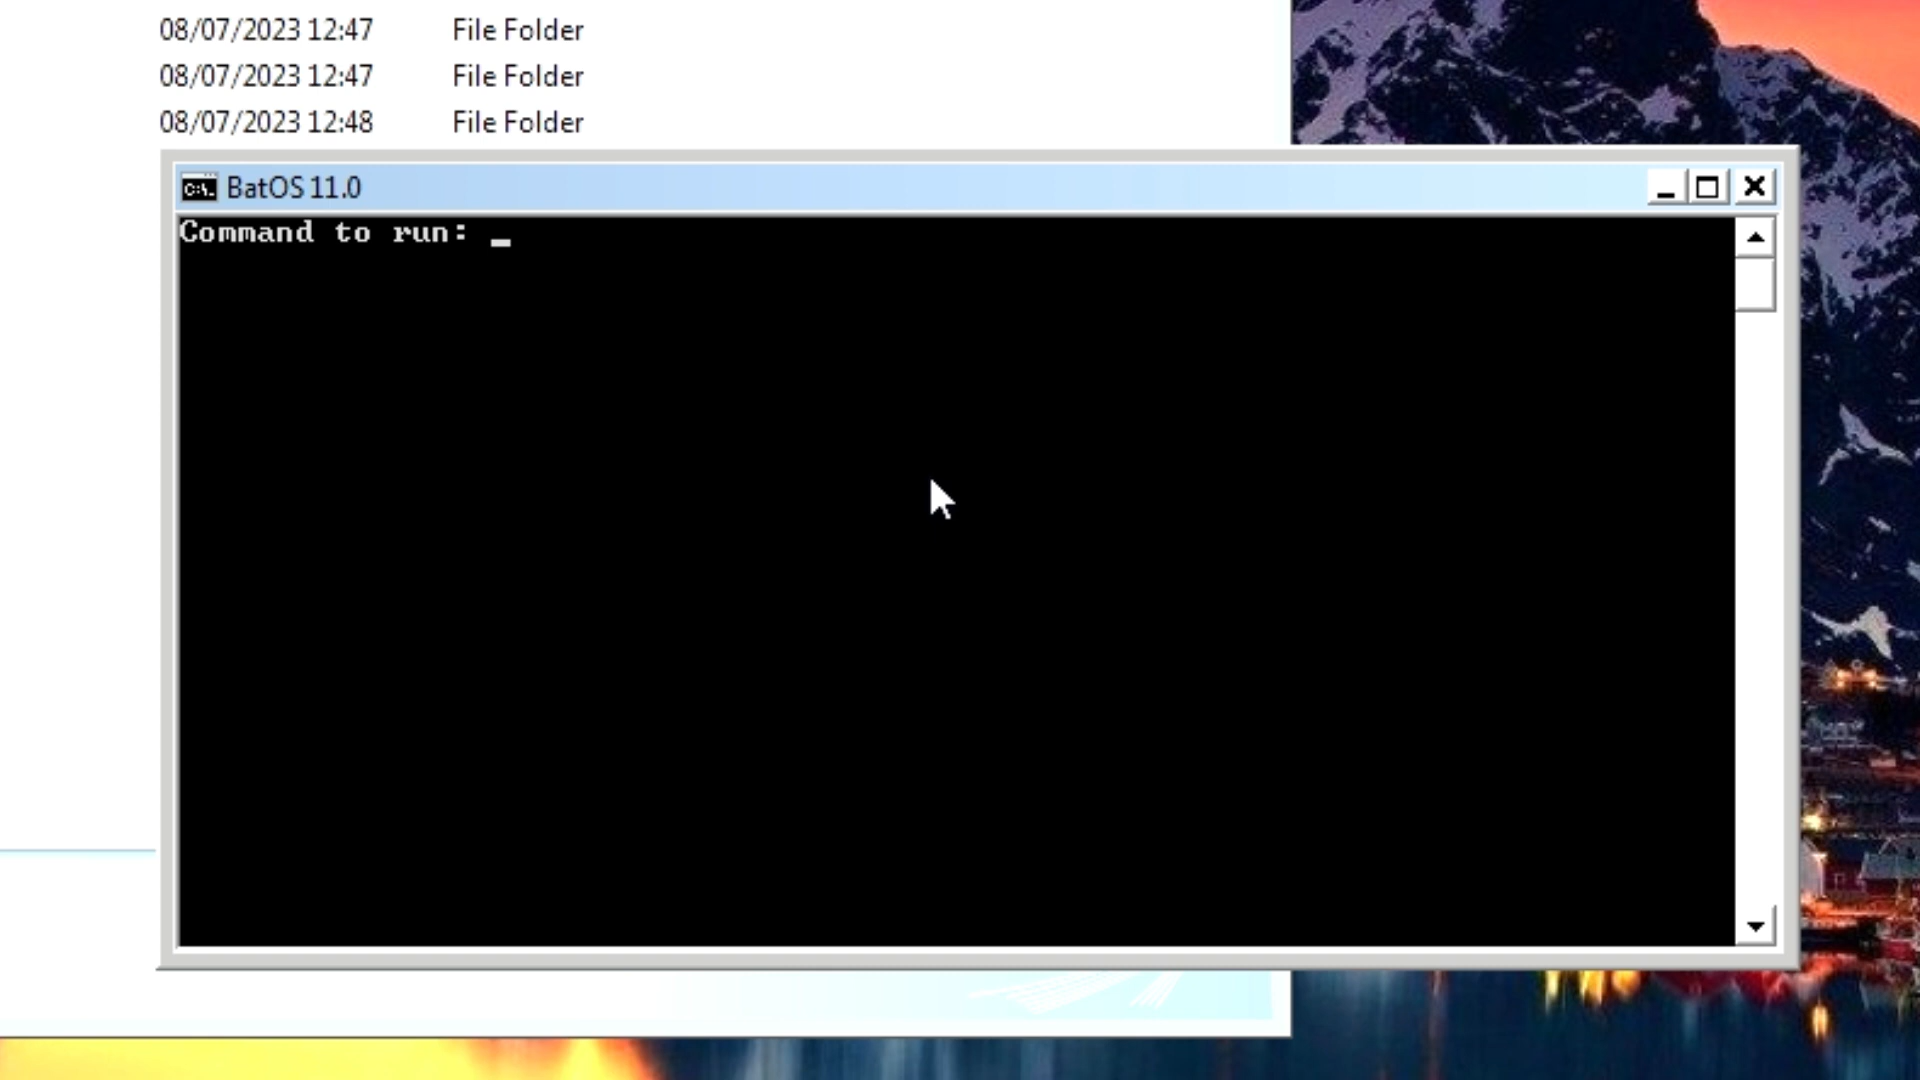 08/07/2023 12:47 File Folder
08/07/2023 12:47 File Folder
08/07/2023 12:48 File Folder
C:\. BatOS 11.0
Command to run: _